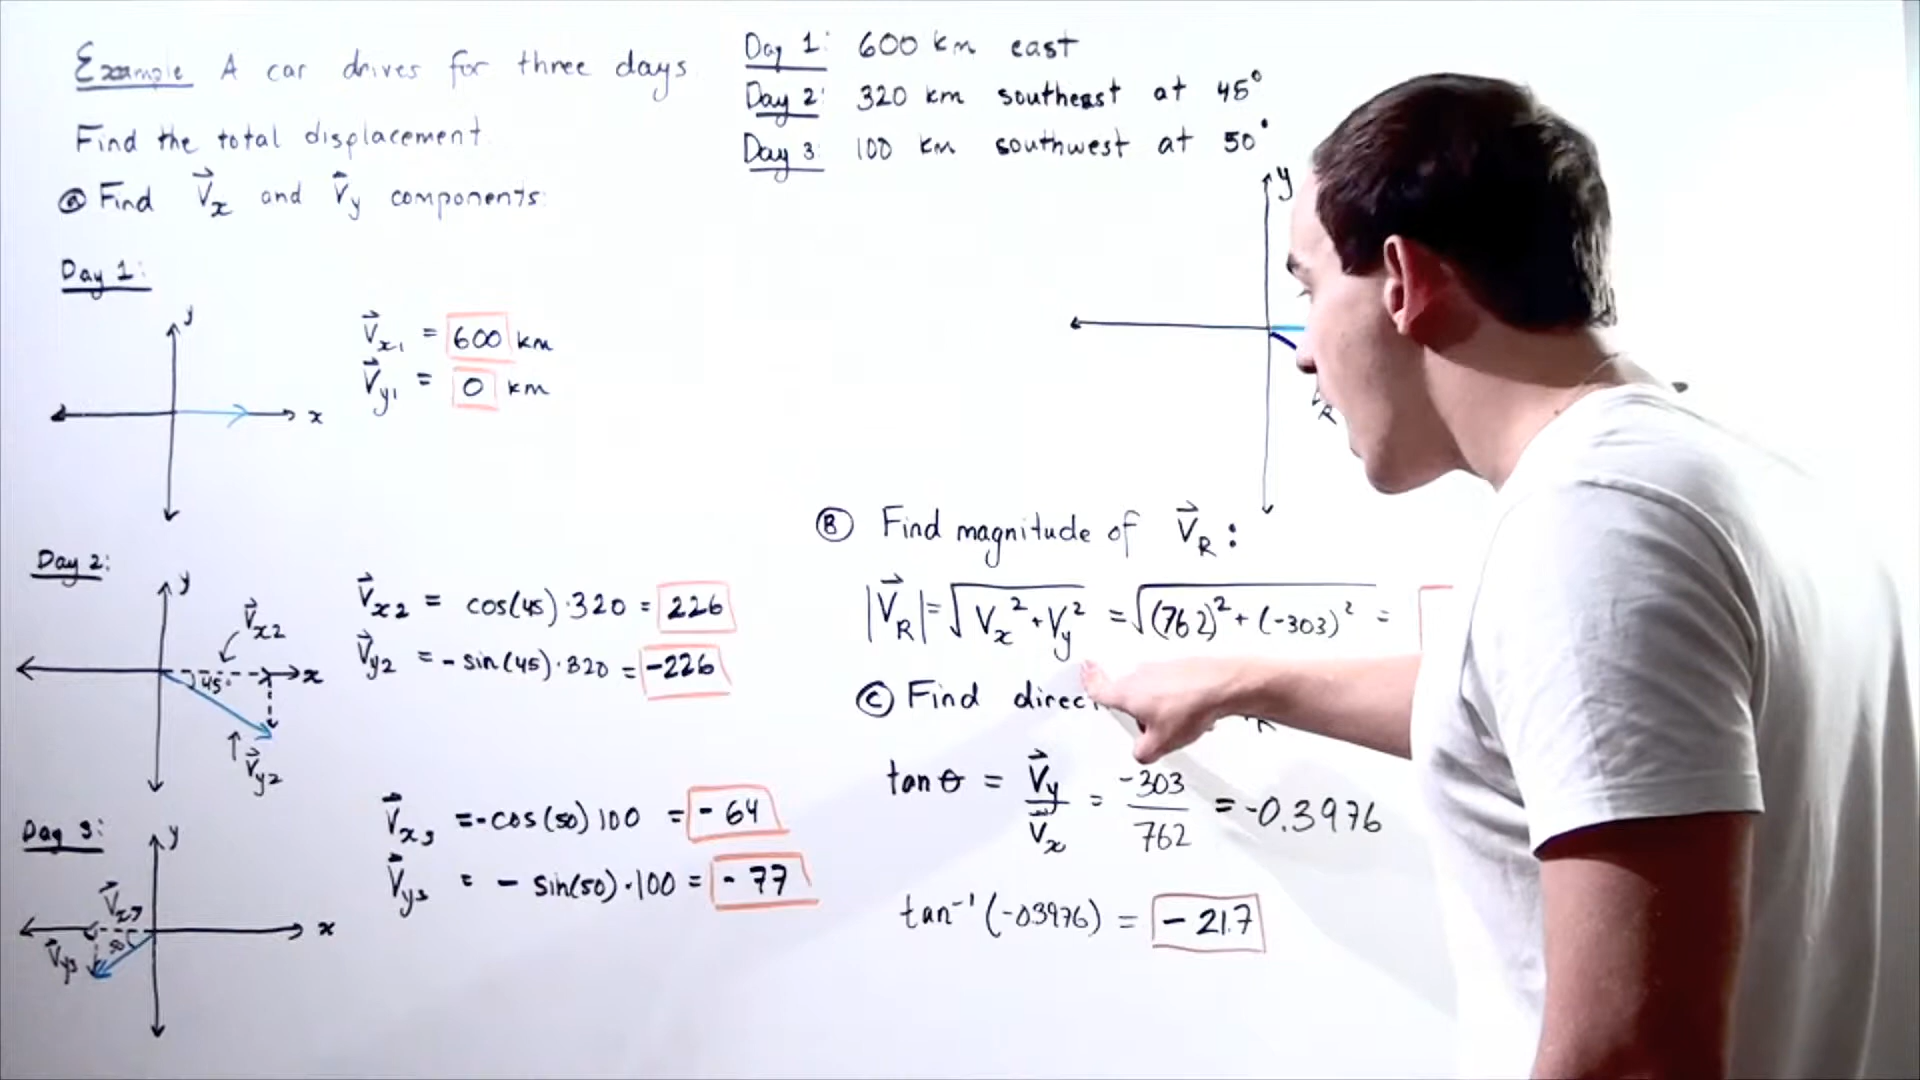 Example A car drives for three days
Find the total displacement.
ⓐ Find V⃗x and V⃗y components:
Day 1: 600 km east
Day 2: 320 km southeast at 45°
Day 3: 100 km southwest at 50°
Day 1:
y
x
V⃗x1 = 600 km
V⃗y1 = 0 km
Day 2:
y
V⃗x2
45°
x
V⃗y2
V⃗x2 = cos(45)·320 = 226
V⃗y2 = -sin(45)·320 = -226
Day 3:
y
V⃗x3
50
x
V⃗y3
V⃗x3 = -cos(50)100 = -64
V⃗y3 = - sin(50)·100 = -77
y
R
Ⓑ Find magnitude of V⃗R:
|V⃗R| = √(Vx² + Vy²) = √((762)² + (-303)²) =
Ⓒ Find
tan θ = V⃗y / V⃗x = -303 / 762 = -0.3976
tan⁻¹(-03976) = -21.7